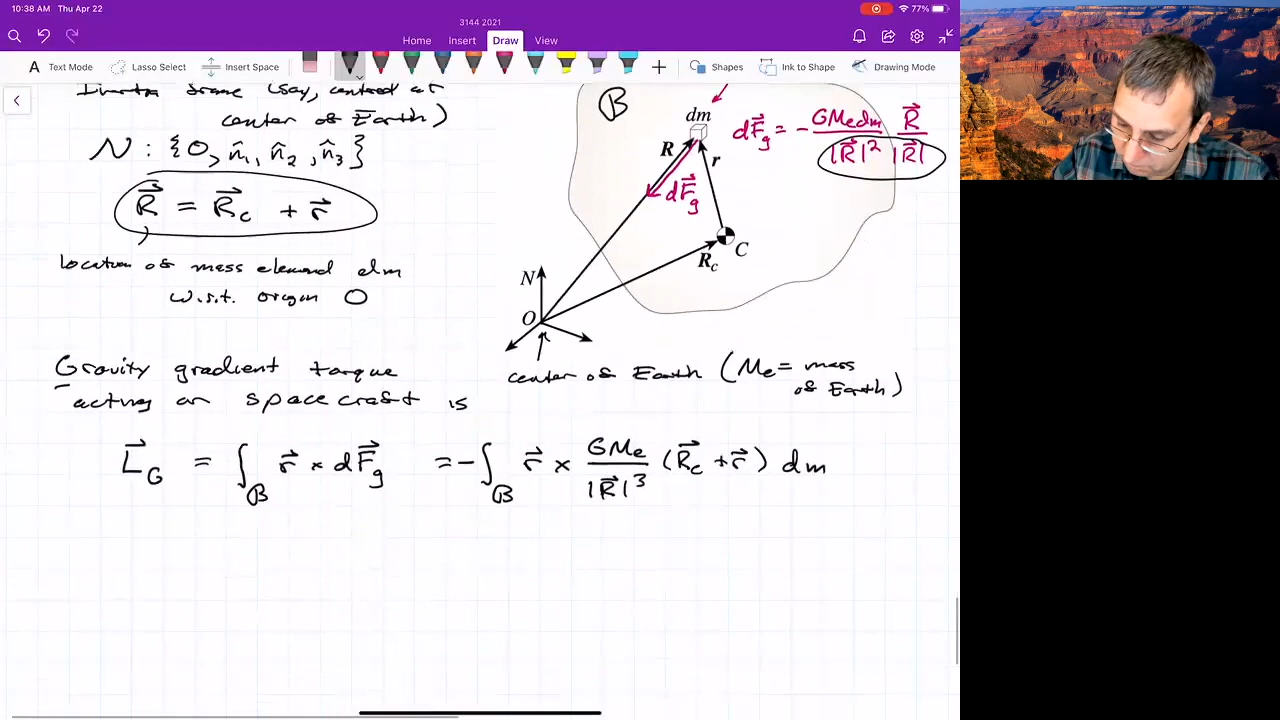 10:38 AM Thu Apr 22
77%
3144 2021
Home Insert Draw View
Text Mode Lasso Select Insert Space Shapes Ink to Shape Drawing Mode
Inertial frame (say, centred at
center of Earth)
N : {O, n̂₁, n̂₂, n̂₃}
R⃗ = R⃗c + r⃗
location of mass element dm
w.r.t. origin O
B
dm
dF⃗g = - GMedm/|R⃗|² R⃗/|R⃗|
R
r
dF⃗g
C
Rc
N
O
center of Earth (Me = mass
of Earth)
Gravity gradient torque
acting on spacecraft is
L⃗G = ∫B r⃗ × dF⃗g = -∫B r⃗ × GMe/|R⃗|³ (R⃗c + r⃗) dm